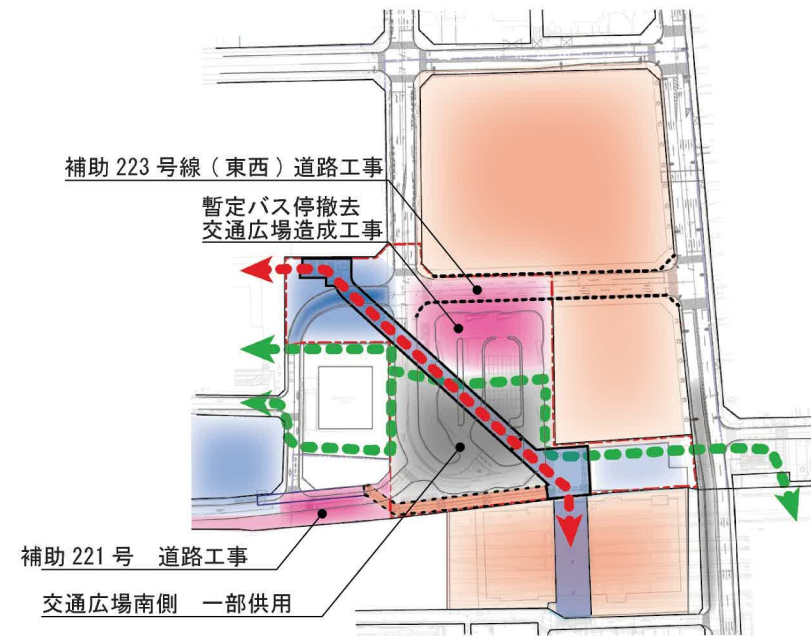 補助 223 号線（東西）道路工事
暫定バス停撤去
交通広場造成工事
補助 221 号　道路工事
交通広場南側　一部供用